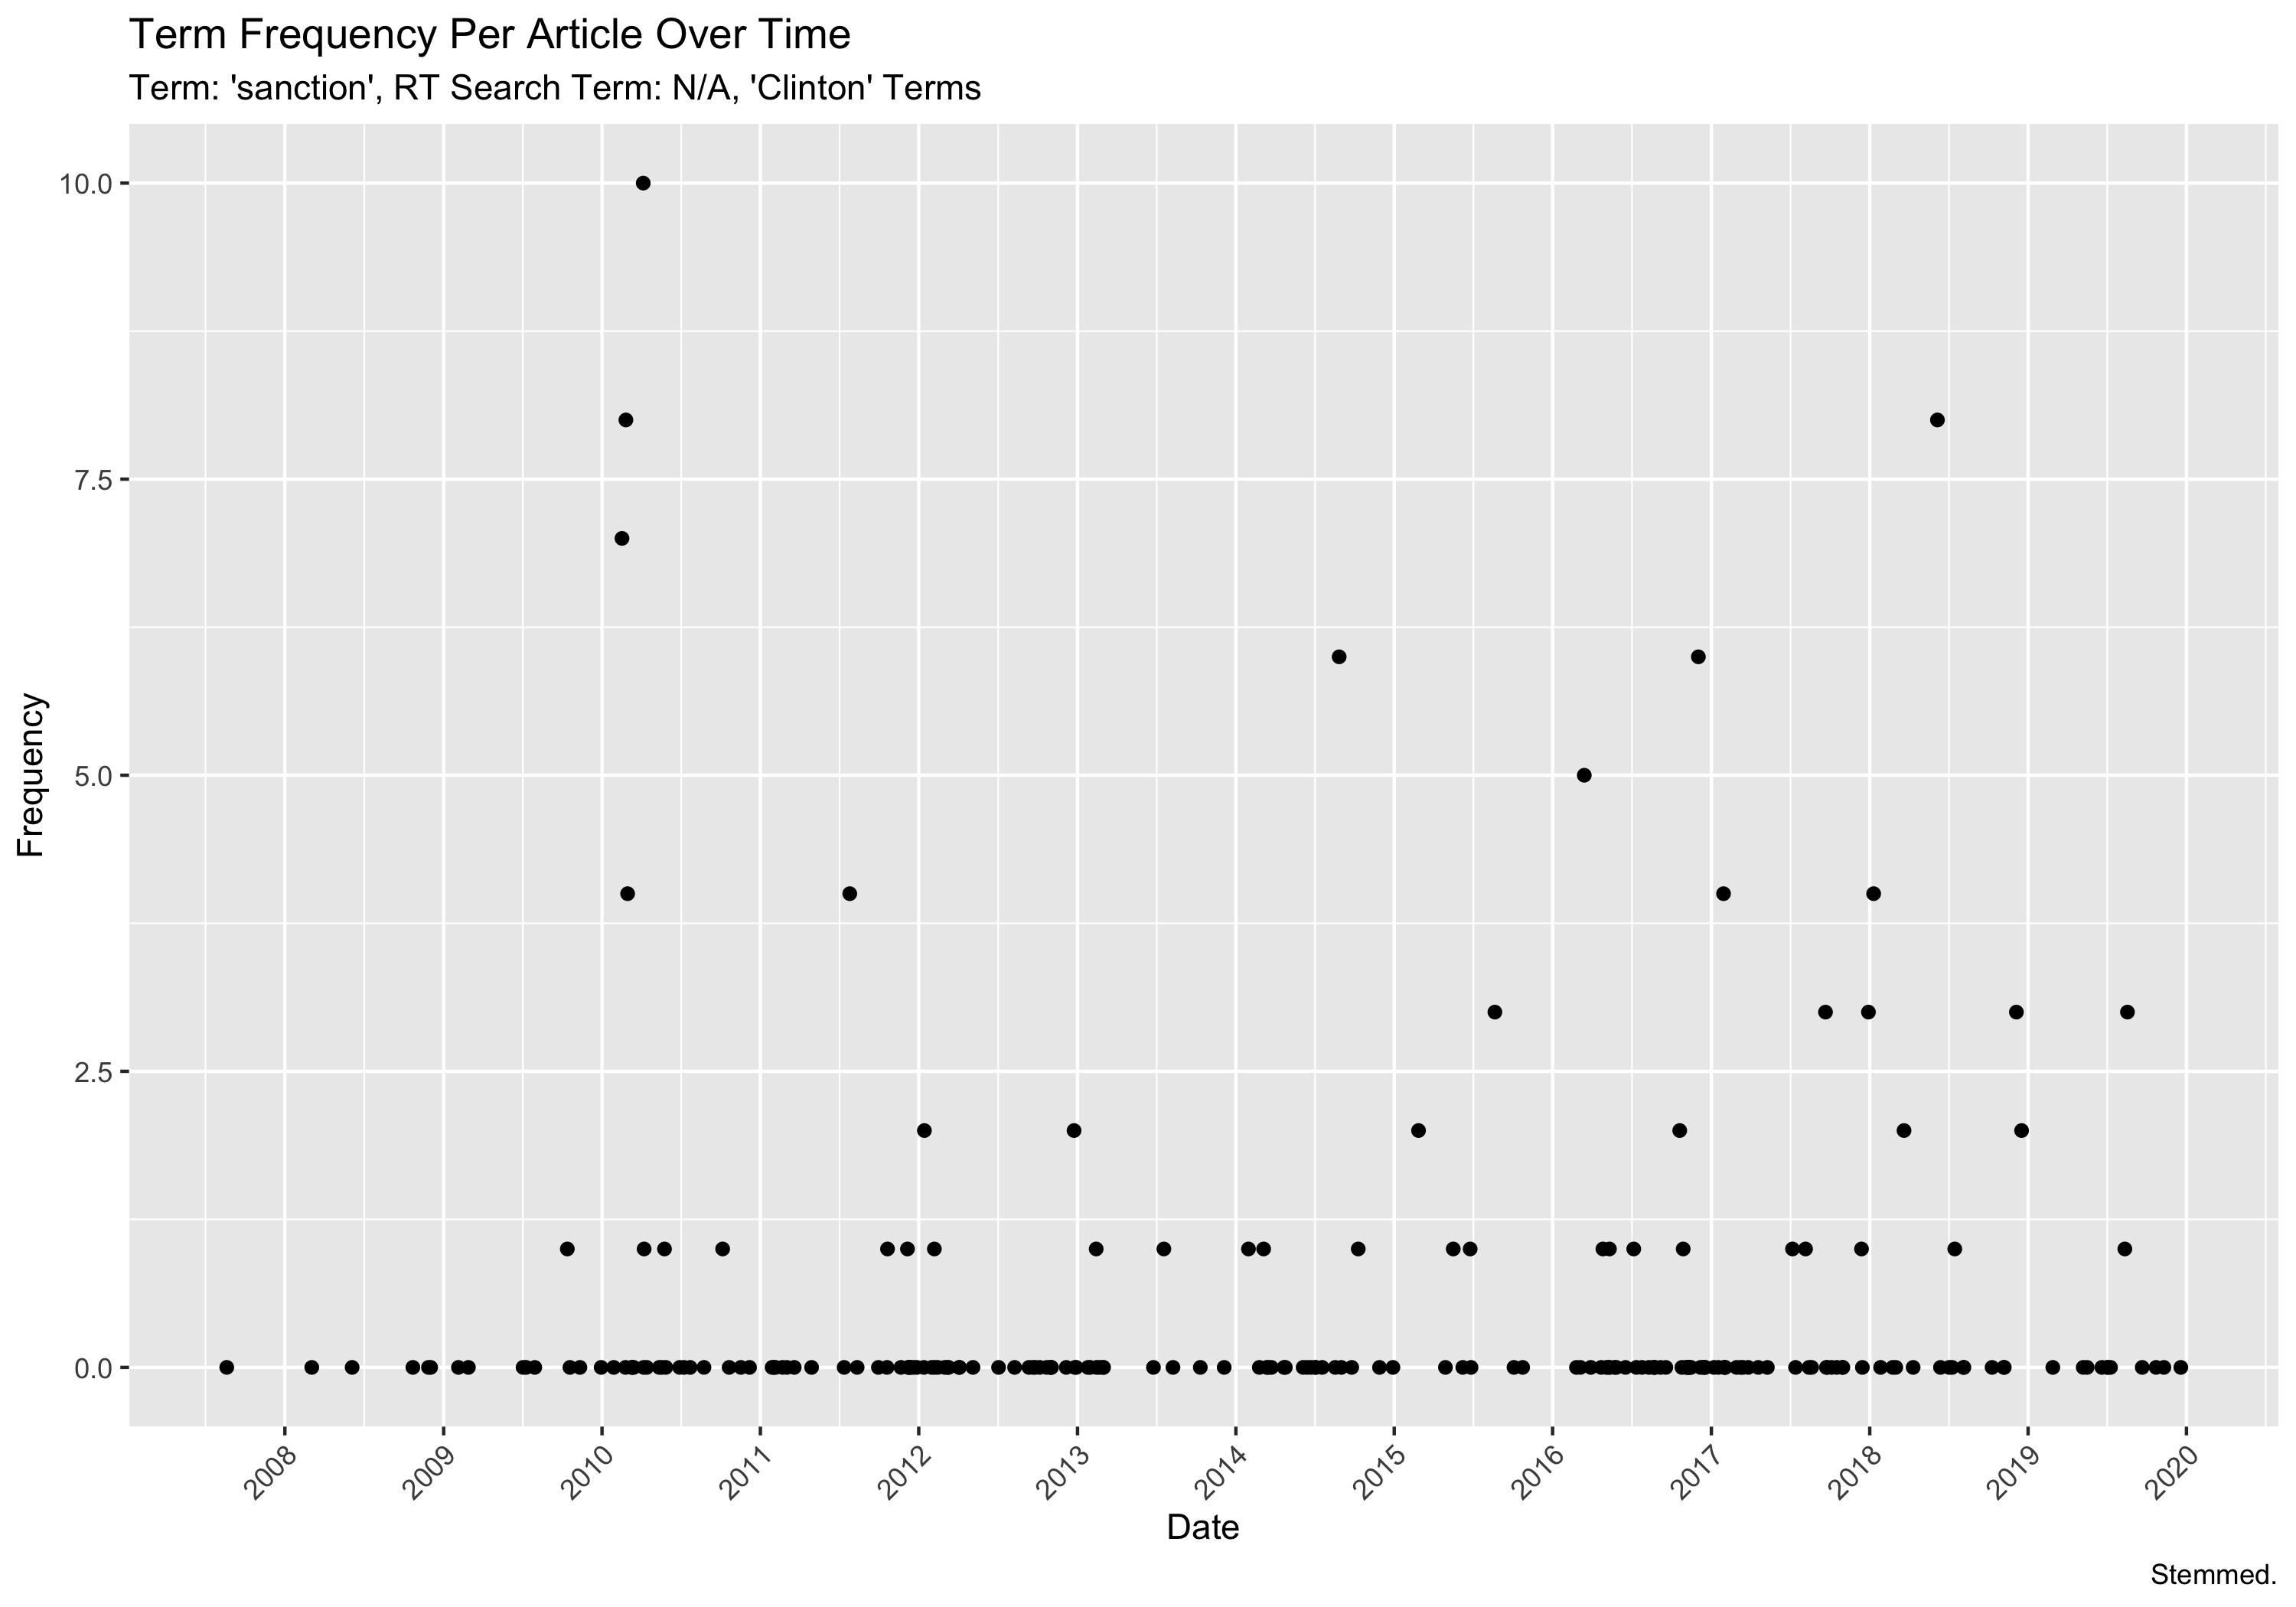 Term Frequency Per Article Over Time
Term: 'sanction', RT Search Term: N/A, 'Clinton' Terms
10.0
7.5
5.0
2.5
0.0
Frequency
2008 2009 2010 2011 2012 2013 2014 2015 2016 2017 2018 2019 2020
Date
Stemmed.